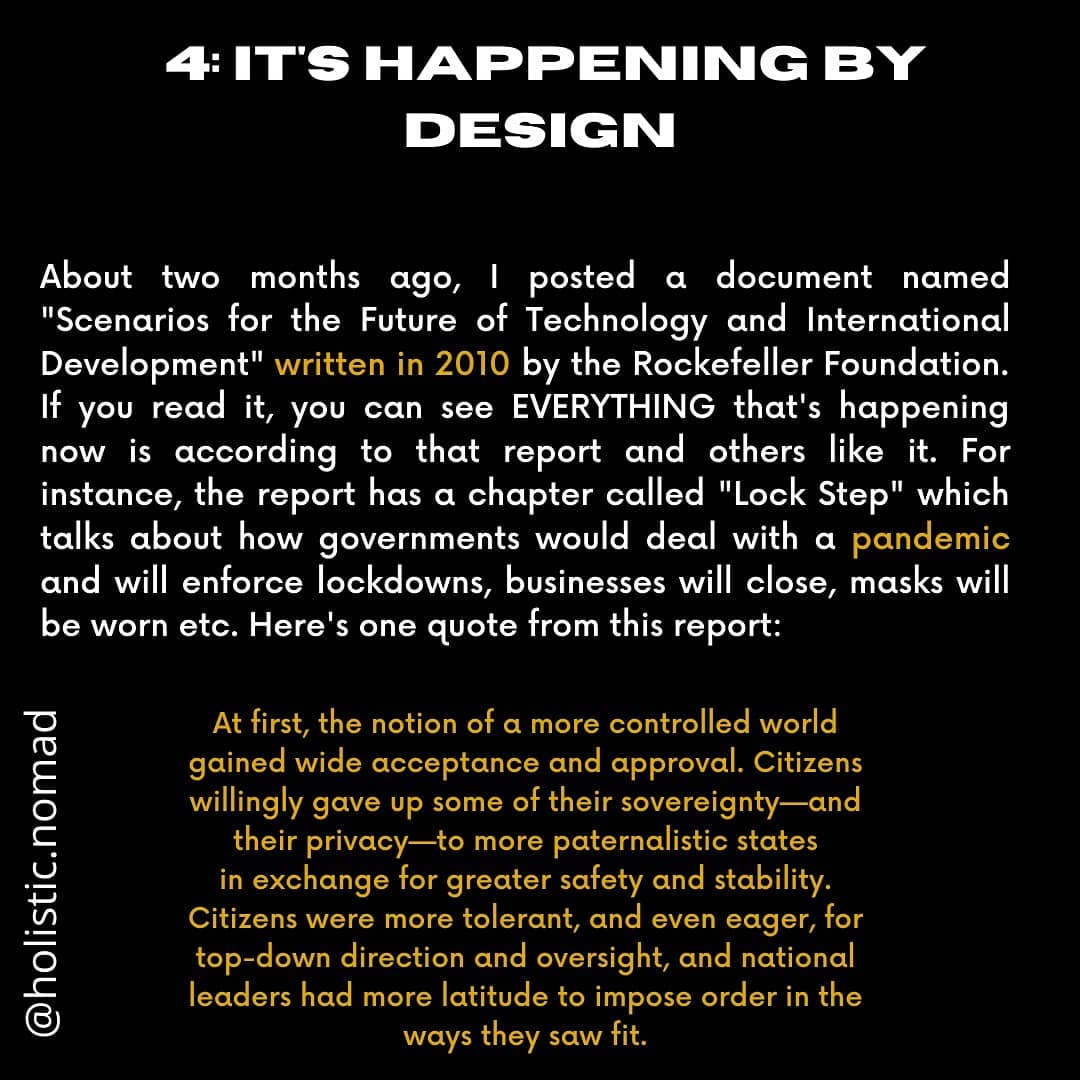 4: IT'S HAPPENING BY
DESIGN
About two months ago, I posted a document named
"Scenarios for the Future of Technology and International
Development" written in 2010 by the Rockefeller Foundation.
If you read it, you can see EVERYTHING that's happening
now is according to that report and others like it. For
instance, the report has a chapter called "Lock Step" which
talks about how governments would deal with a pandemic
and will enforce lockdowns, businesses will close, masks will
be worn etc. Here's one quote from this report:
At first, the notion of a more controlled world
gained wide acceptance and approval. Citizens
willingly gave up some of their sovereignty—and
their privacy—to more paternalistic states
in exchange for greater safety and stability.
Citizens were more tolerant, and even eager, for
top-down direction and oversight, and national
leaders had more latitude to impose order in the
ways they saw fit.
@holistic.nomad